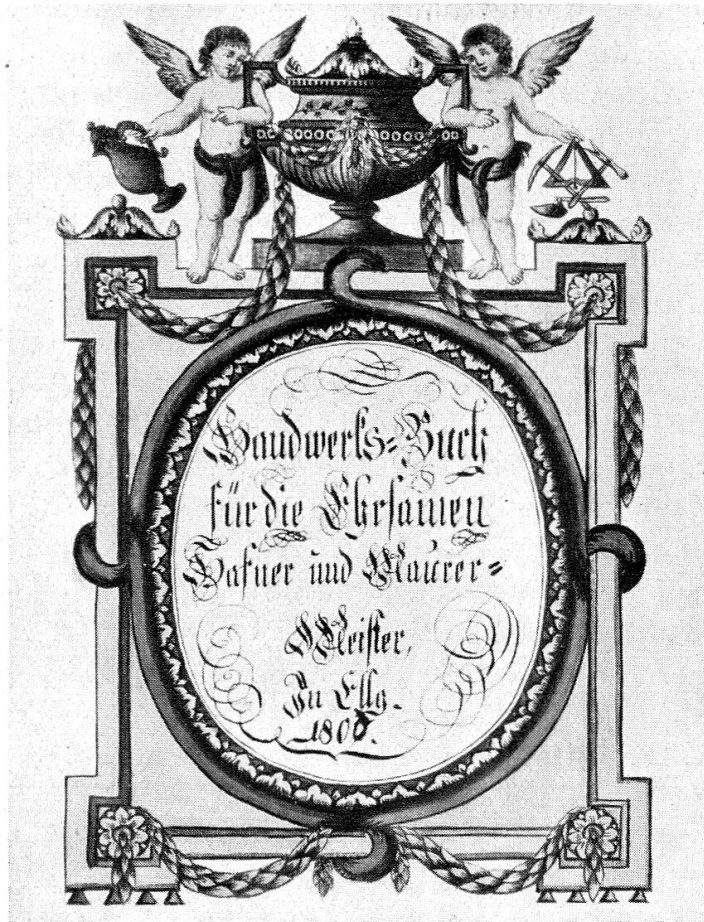 Handwerks=Buch
für die Ehrsamen
Hafner und Maurer=
Meister,
In Ellg.